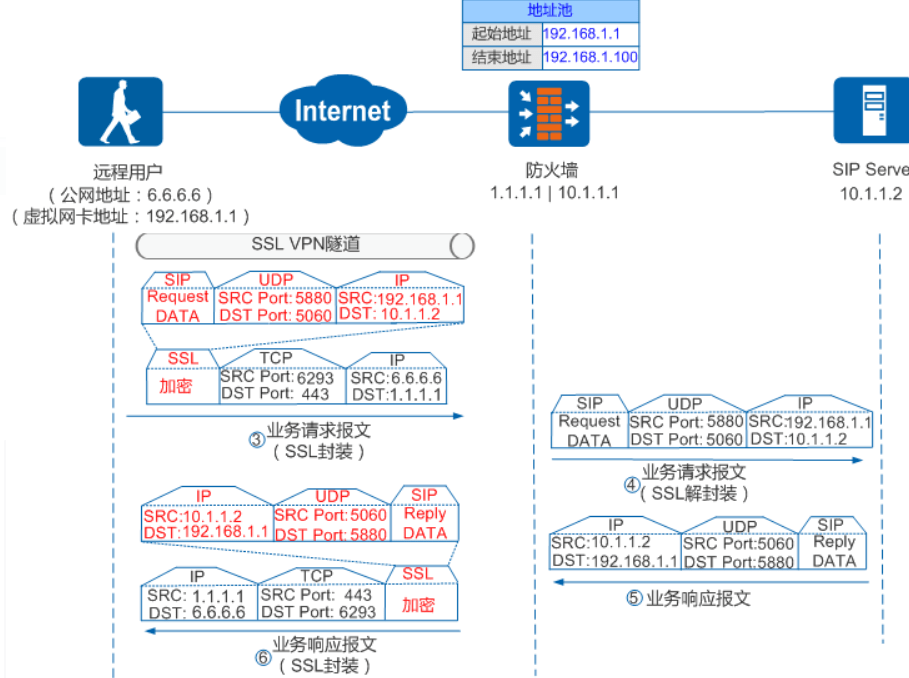 地址池
起始地址 192.168.1.1
结束地址 192.168.1.100
Internet
远程用户
（公网地址：6.6.6.6）
（虚拟网卡地址：192.168.1.1）
防火墙
1.1.1.1 | 10.1.1.1
SIP Serve
10.1.1.2
SSL VPN隧道
SIP UDP IP
Request SRC Port:5880 SRC:192.168.1.1
DATA DST Port:5060 DST: 10.1.1.2
SSL TCP IP
加密 SRC Port:6293 SRC:6.6.6.6
DST Port: 443 DST:1.1.1.1
③业务请求报文
（SSL封装）
SIP UDP IP
Request SRC Port:5880 SRC:192.168.1.1
DATA DST Port:5060 DST:10.1.1.2
④业务请求报文
（SSL解封装）
IP UDP SIP
SRC:10.1.1.2 SRC Port:5060 Reply
DST:192.168.1.1 DST Port:5880 DATA
⑤业务响应报文
IP UDP SIP
SRC:10.1.1.2 SRC Port:5060 Reply
DST:192.168.1.1 DST Port:5880 DATA
IP TCP SSL
SRC: 1.1.1.1 SRC Port: 443 加密
DST: 6.6.6.6 DST Port: 6293
⑥业务响应报文
（SSL封装）